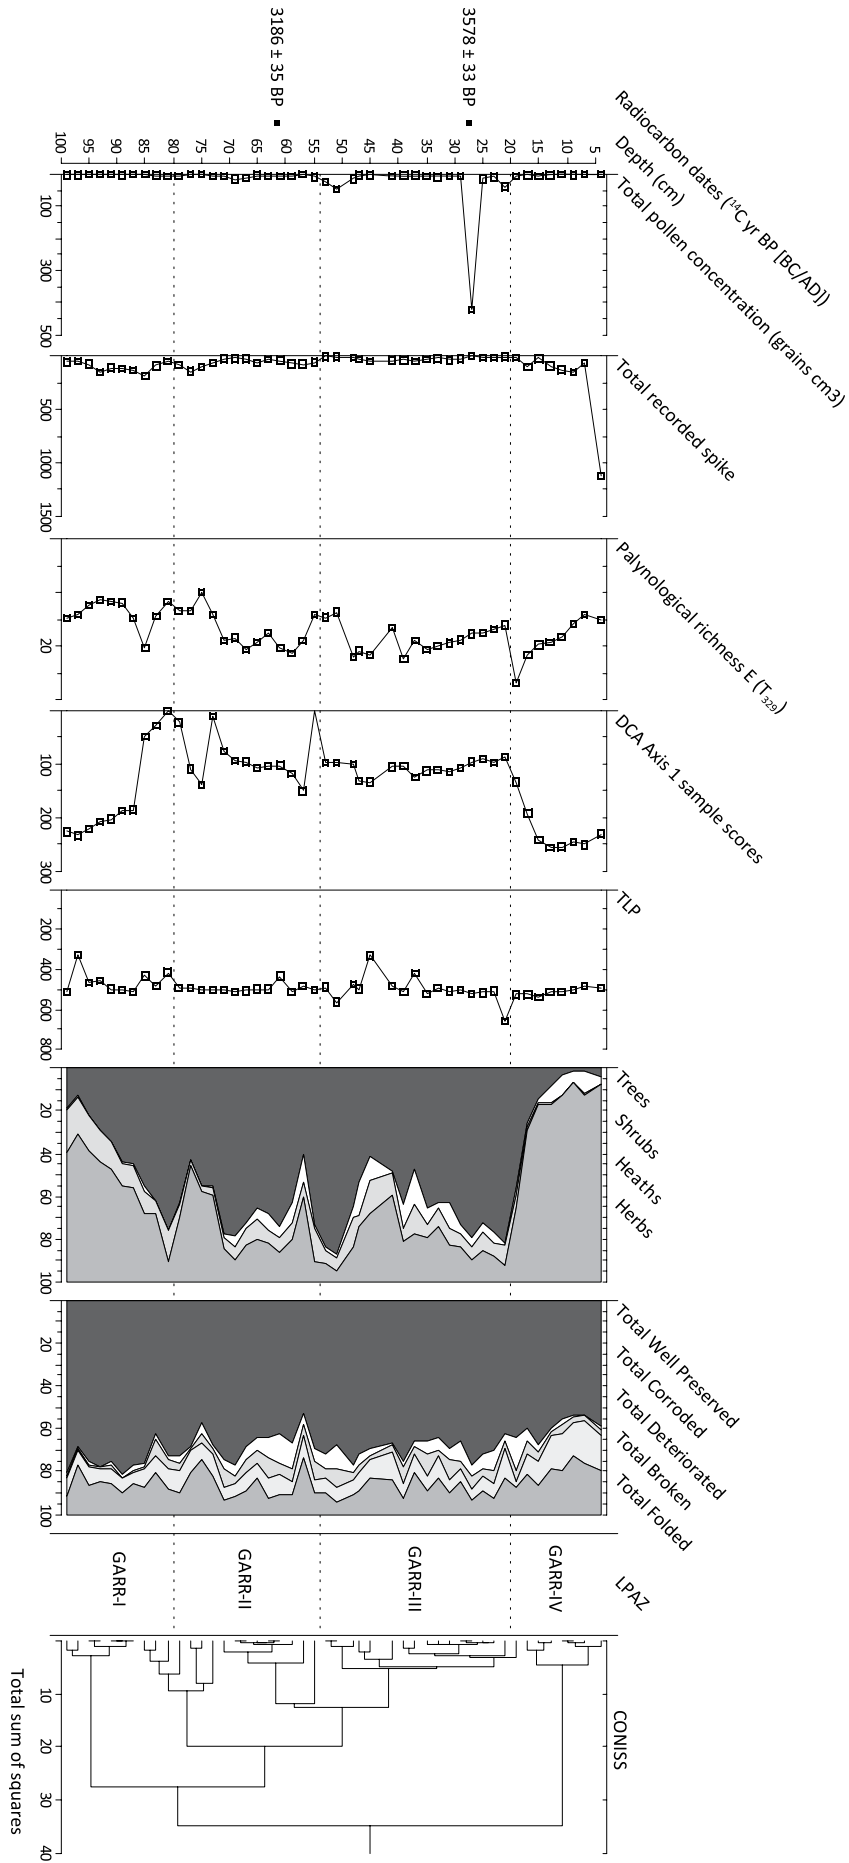 3578 ± 33 BP
3186 ± 35 BP
Radiocarbon dates (¹⁴C yr BP [BC/AD])
Depth (cm)
5
10
15
20
25
30
35
40
45
50
55
60
65
70
75
80
85
90
95
100
Total pollen concentration (grains cm3)
100
300
500
Total recorded spike
500
1000
1500
Palynological richness E (T₃₂₉)
20
DCA Axis 1 sample scores
100
200
300
TLP
200
400
600
800
Trees
Shrubs
Heaths
Herbs
20
40
60
80
100
Total Well Preserved
Total Corroded
Total Deteriorated
Total Broken
Total Folded
20
40
60
80
100
LPAZ
GARR-IV
GARR-III
GARR-II
GARR-I
CONISS
10
20
30
40
Total sum of squares